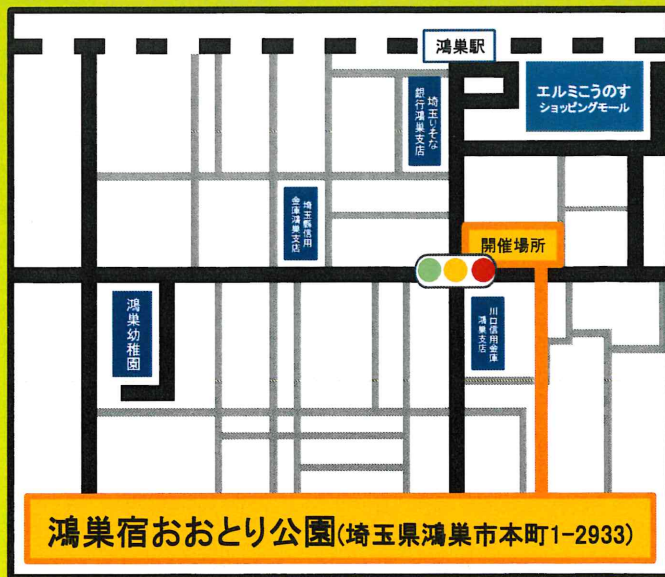 鴻巣駅
エルミこうのす
ショッピングモール
埼玉りそな
銀行鴻巣支店
埼玉縣信用
金庫鴻巣支店
開催場所
鴻巣幼稚園
川口信用金庫
鴻巣支店
鴻巣宿おおとり公園(埼玉県鴻巣市本町1-2933)